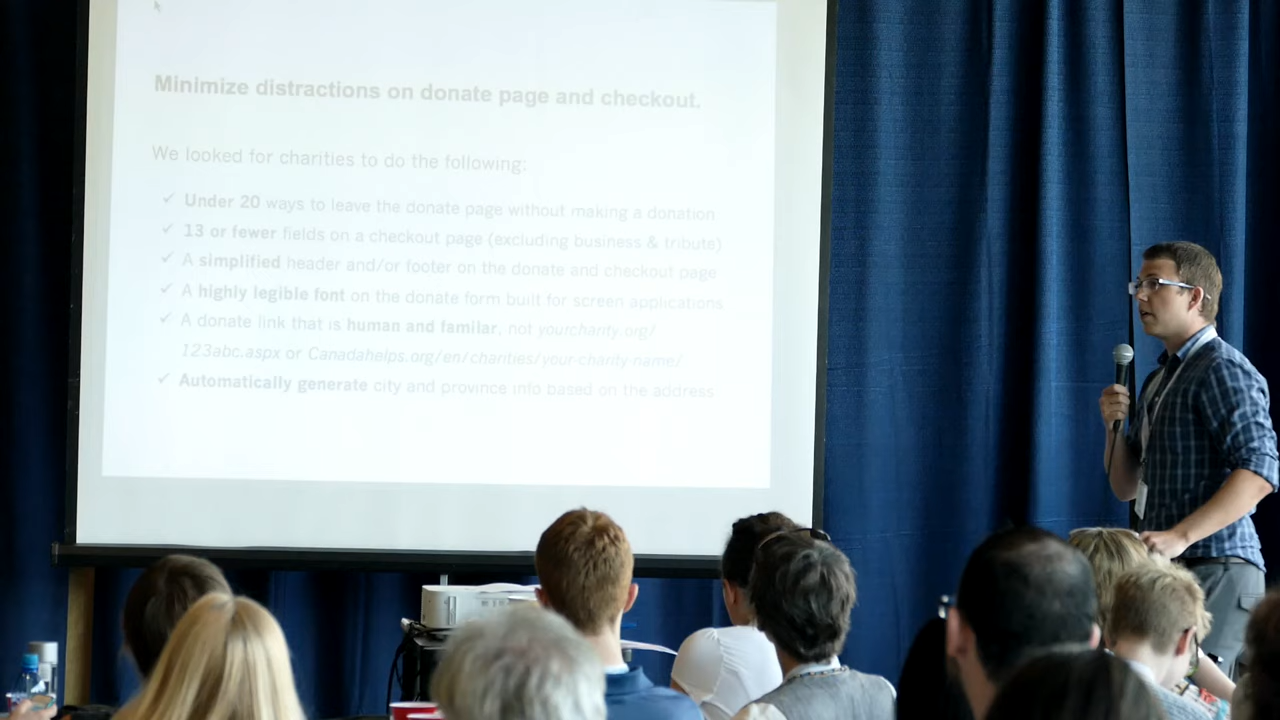 Minimize distractions on donate page and checkout.
We looked for charities to do the following:
✓ Under 20 ways to leave the donate page without making a donation
✓ 13 or fewer fields on a checkout page (excluding business & tribute)
✓ A simplified header and/or footer on the donate and checkout page
✓ A highly legible font on the donate form built for screen applications
✓ A donate link that is human and familar, not yourcharity.org/
123abc.aspx or Canadahelps.org/en/charities/your-charity-name/
✓ Automatically generate city and province info based on the address